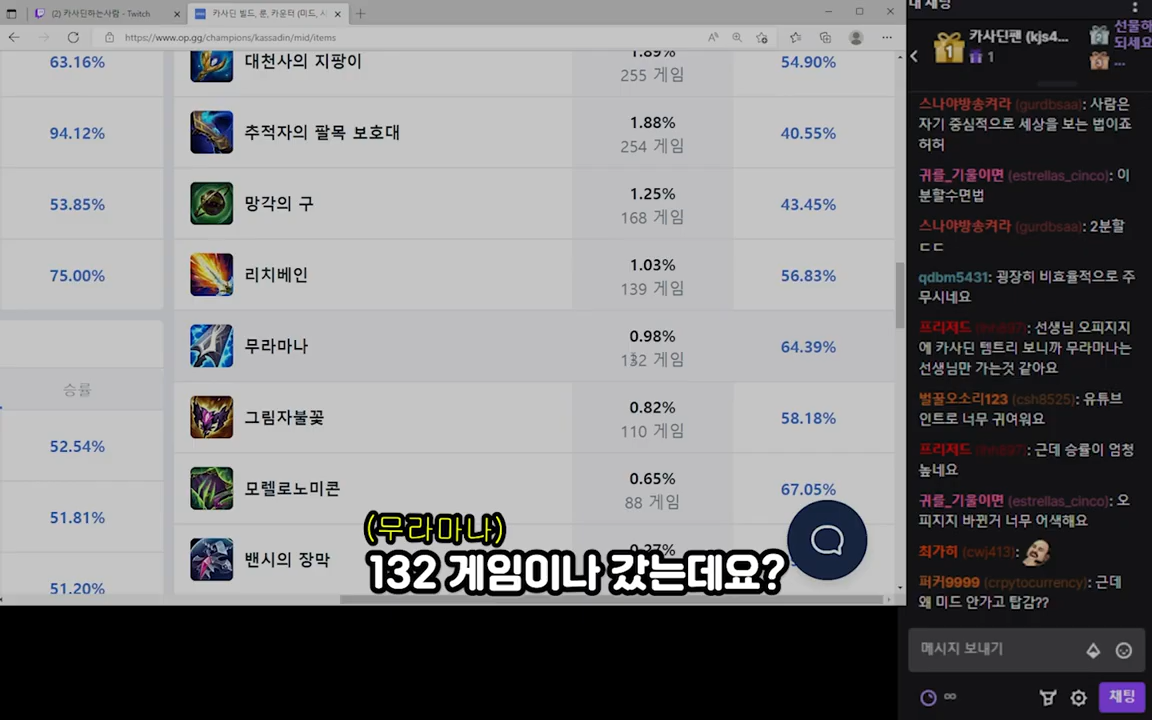 (2) 카사딘하는사람 - Twitch
카사딘 빌드, 룬, 카운터 (미드, 시
https://www.op.gg/champions/kassadin/mid/items
63.16%
94.12%
53.85%
75.00%
승률
52.54%
51.81%
51.20%
대천사의 지팡이
1.89%
255 게임
54.90%
추적자의 팔목 보호대
1.88%
254 게임
40.55%
망각의 구
1.25%
168 게임
43.45%
리치베인
1.03%
139 게임
56.83%
무라마나
0.98%
132 게임
64.39%
그림자불꽃
0.82%
110 게임
58.18%
모렐로노미콘
0.65%
88 게임
67.05%
밴시의 장막
0.27%
(무라마나)
132 게임이나 갔는데요?
내 채팅
카사딘팬 (kjs4...
1
선물하
되세요
...
스나야방송켜라 (gurdbsaa): 사람은
자기 중심적으로 세상을 보는 법이죠
허허
귀를_기울이면 (estrellas_cinco): 이
분할수면법
스나야방송켜라 (gurdbsaa): 2분할
ㄷㄷ
qdbm5431: 굉장히 비효율적으로 주
무시네요
프리저드 : 선생님 오피지지
에 카사딘 템트리 보니까 무라마나는
선생님만 가는것 같아요
벌꿀오소리123 (csh8525): 유튜브
인트로 너무 귀여워요
프리저드 : 근데 승률이 엄청
높네요
귀를_기울이면 (estrellas_cinco): 오
피지지 바뀐거 너무 어색해요
최가히 (cwj413):
퍼커9999 (crpytocurrency): 근데
왜 미드 안가고 탑감??
메시지 보내기
채팅